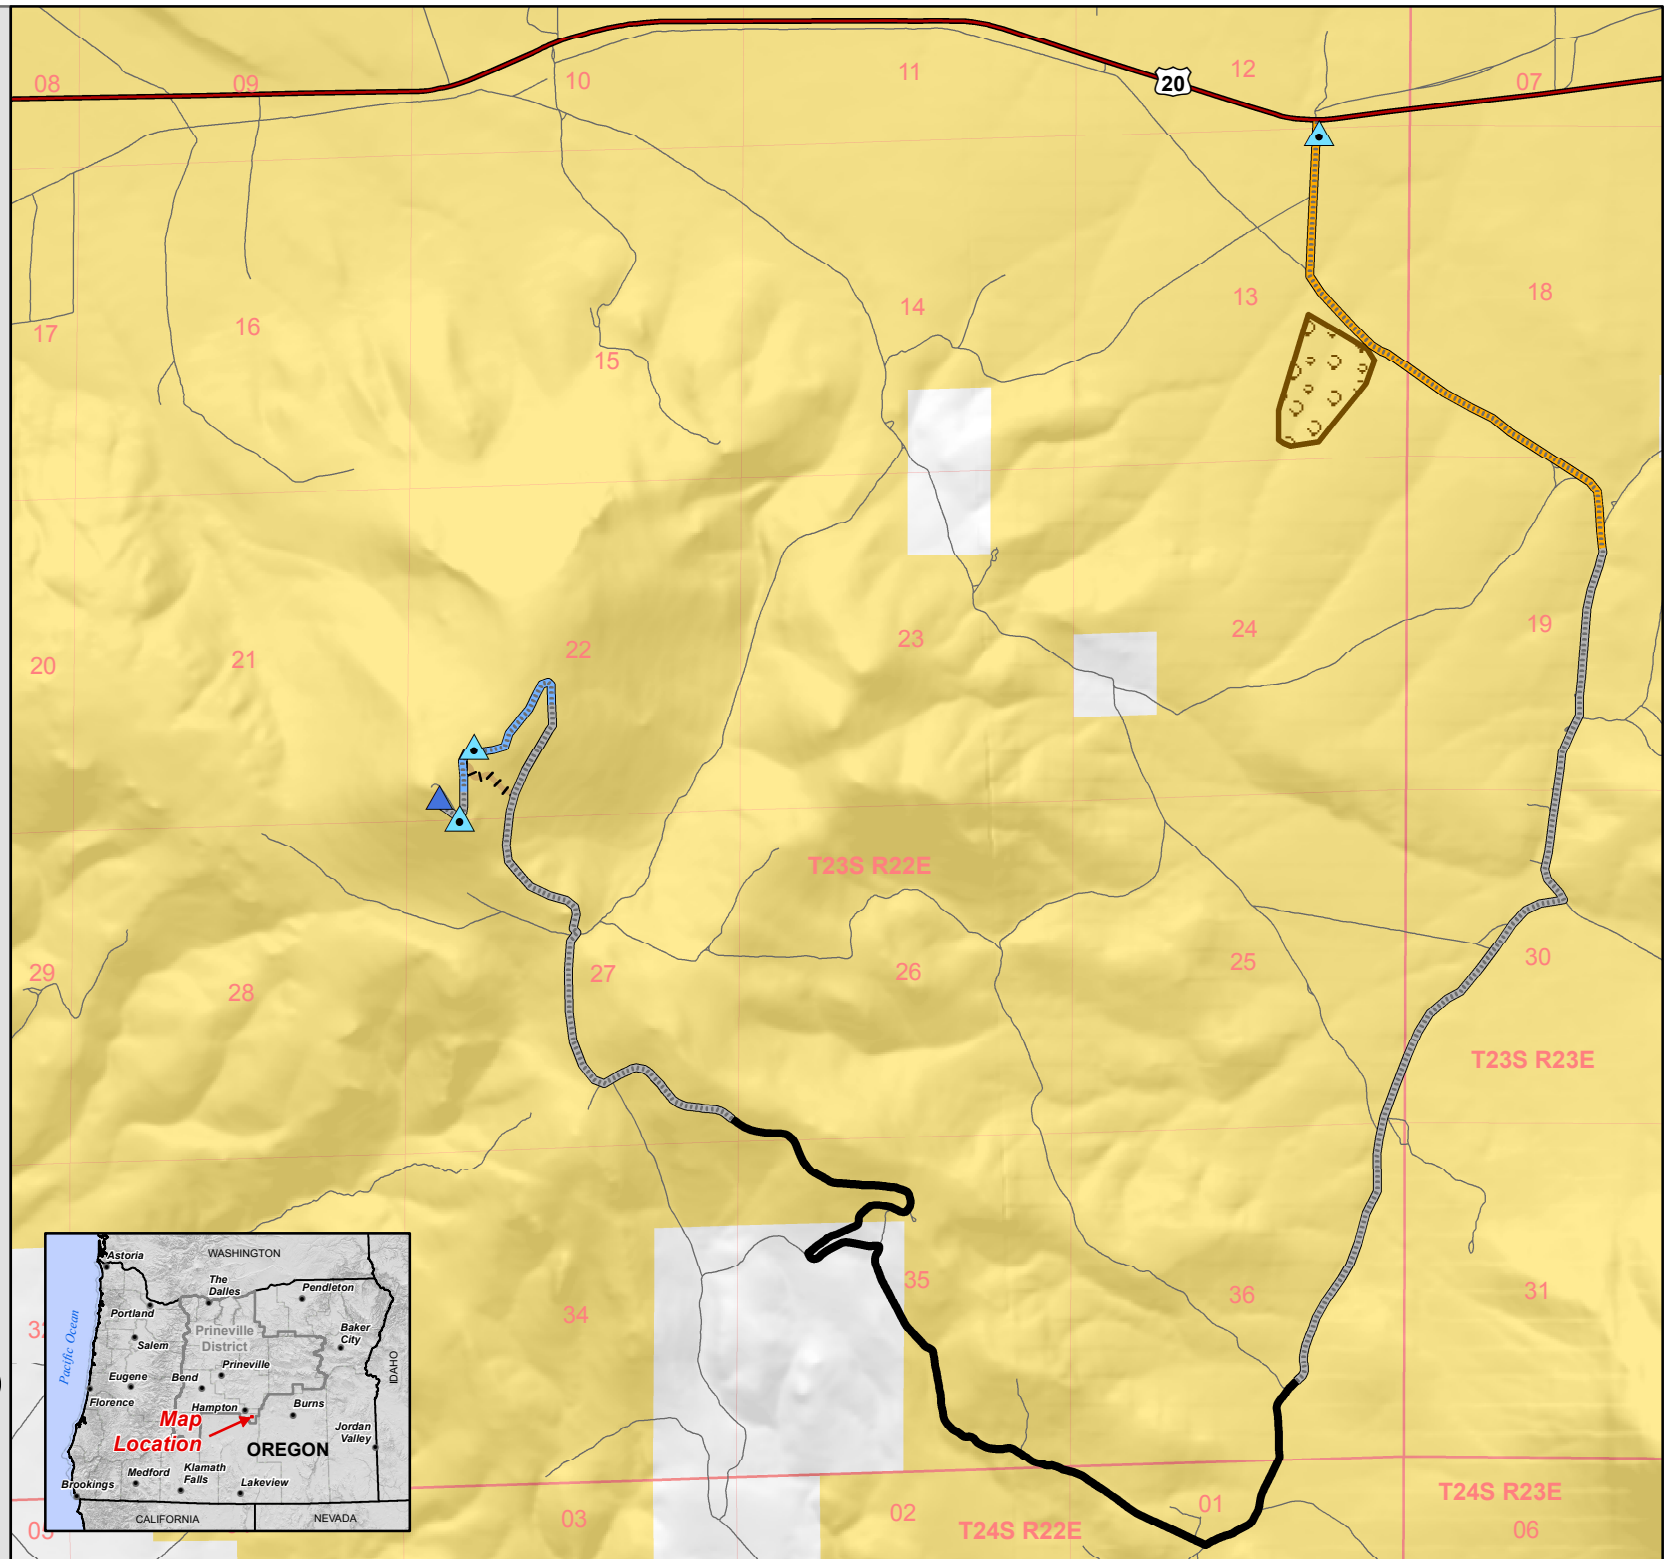 08
09
10
11
20
12
07
17
16
15
14
13
18
20
21
22
23
24
19
T23S R22E
29
28
27
26
25
30
T23S R23E
34
35
36
31
03
02
01
T24S R22E
T24S R23E
06
Astoria
WASHINGTON
The
Dalles
Pendleton
Portland
Prineville
District
Baker
City
Salem
Pacific Ocean
Prineville
IDAHO
Eugene
Bend
Florence
Hampton
Burns
Map
Location
Jordan
Valley
OREGON
Medford
Klamath
Falls
Lakeview
Brookings
CALIFORNIA
NEVADA